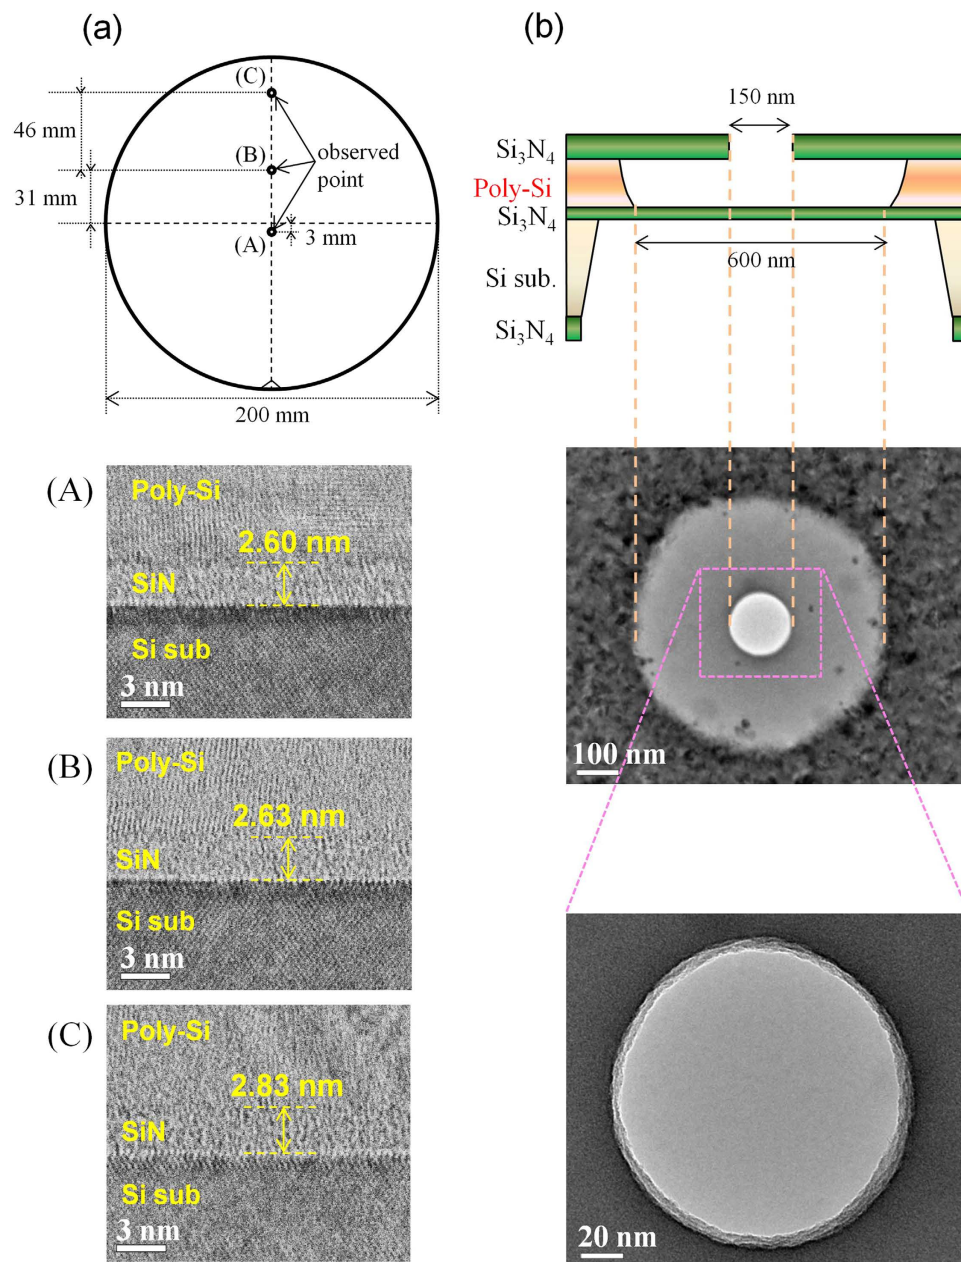 (a)
(C)
46 mm
(B)
observed
point
31 mm
(A)
3 mm
200 mm
(A)
Poly-Si
2.60 nm
SiN
Si sub
3 nm
(B)
Poly-Si
2.63 nm
SiN
Si sub
3 nm
(C)
Poly-Si
2.83 nm
SiN
Si sub
3 nm
(b)
150 nm
Si₃N₄
Poly-Si
Si₃N₄
600 nm
Si sub.
Si₃N₄
100 nm
20 nm